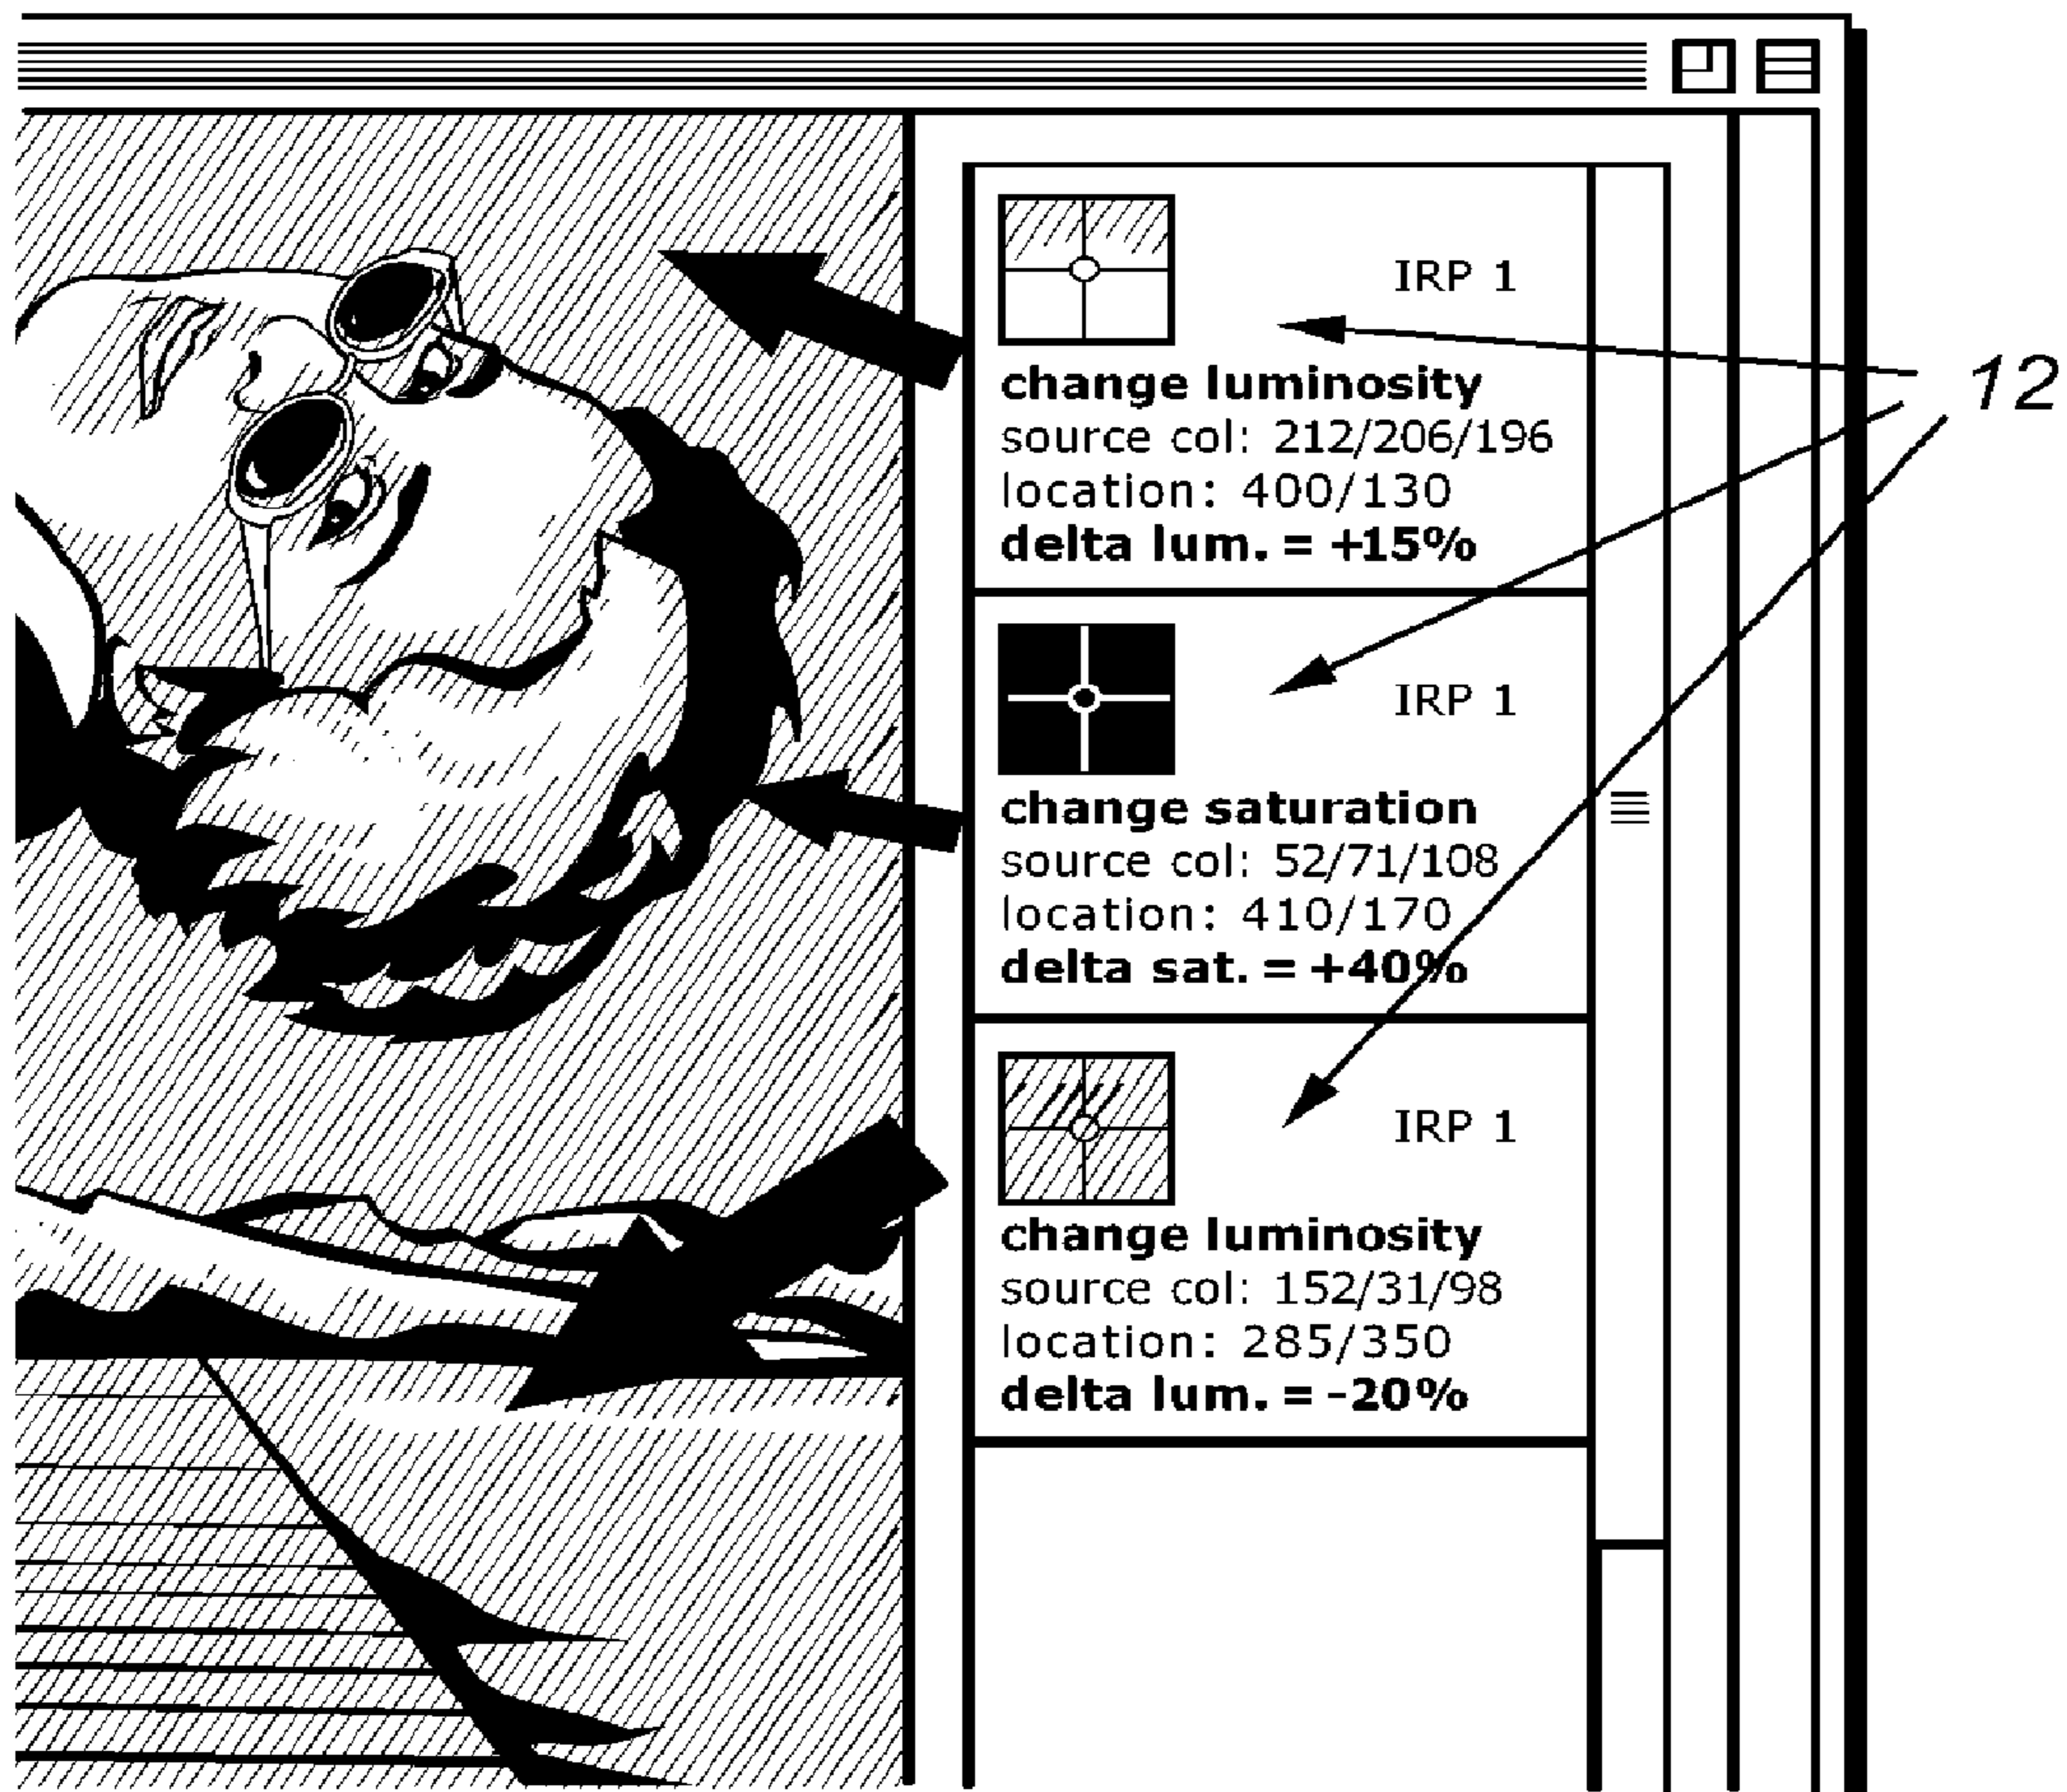 IRP 1
change luminosity
source col: 212/206/196
location: 400/130
delta lum. = +15%
12
IRP 1
change saturation
source col: 52/71/108
location: 410/170
delta sat. = +40%
IRP 1
change luminosity
source col: 152/31/98
location: 285/350
delta lum. = -20%